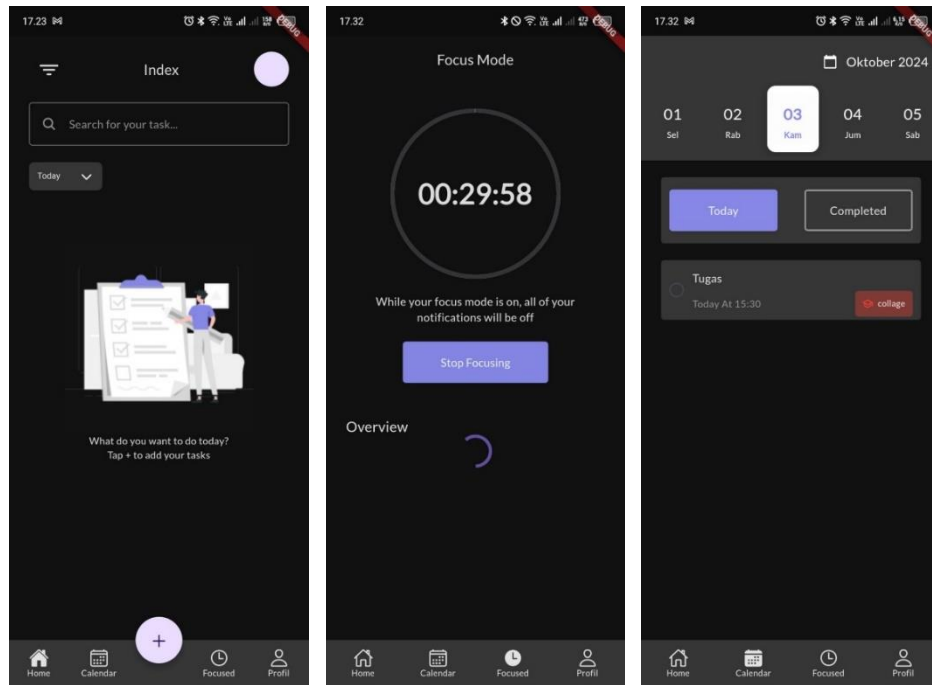 17.23
DEBUG
Index
Search for your task...
Today
What do you want to do today?
Tap + to add your tasks
+
Home
Calendar
Focused
Profil
17.32
Focus Mode
00:29:58
While your focus mode is on, all of your
notifications will be off
Stop Focusing
Overview
Home
Calendar
Focused
Profil
17.32
Oktober 2024
01 02 03 04 05
Sel Rab Kam Jum Sab
Today Completed
Tugas
Today At 15:30
collage
Home
Calendar
Focused
Profil